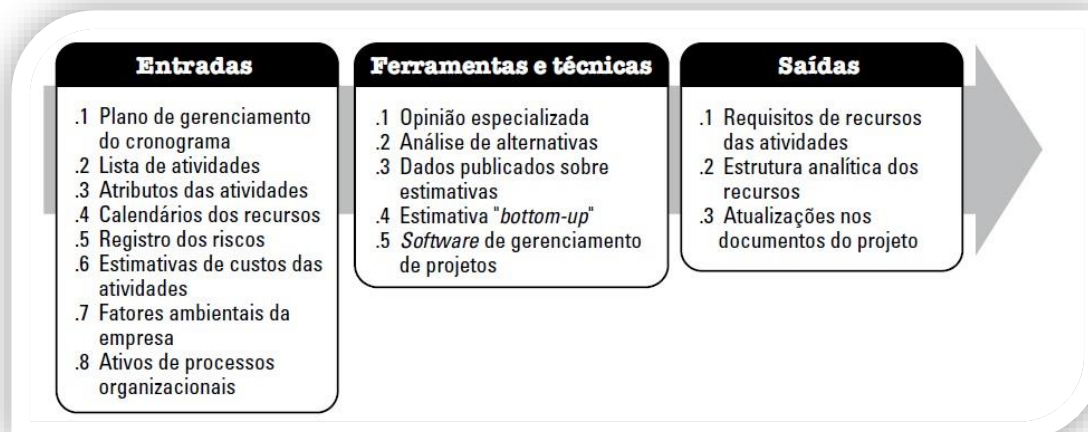 Entradas
.1 Plano de gerenciamento
do cronograma
.2 Lista de atividades
.3 Atributos das atividades
.4 Calendários dos recursos
.5 Registro dos riscos
.6 Estimativas de custos das
atividades
.7 Fatores ambientais da
empresa
.8 Ativos de processos
organizacionais
Ferramentas e técnicas
.1 Opinião especializada
.2 Análise de alternativas
.3 Dados publicados sobre
estimativas
.4 Estimativa "bottom-up"
.5 Software de gerenciamento
de projetos
Saídas
.1 Requisitos de recursos
das atividades
.2 Estrutura analítica dos
recursos
.3 Atualizações nos
documentos do projeto